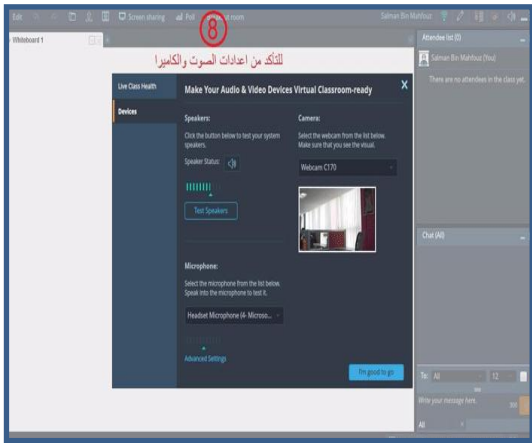 Edit
Screen sharing
Poll
room
Salman Bin Mahfouz
8
Whiteboard 1
Attendee list (0)
للتأكد من اعدادات الصوت والكاميرا
Salman Bin Mahfouz (You)
There are no attendees in the class yet.
Live Class Health
Devices
Make Your Audio & Video Devices Virtual Classroom-ready
X
Speakers:
Click the button below to test your system
speakers.
Speaker Status:
Test Speakers
Camera:
Select the webcam from the list below.
Make sure that you see the visual.
Webcam C170
Microphone:
Select the microphone from the list below.
Speak into the microphone to test it.
Headset Microphone (4- Microso...
Advanced Settings
I'm good to go
Chat (All)
To: All
12
Write your message here.
All